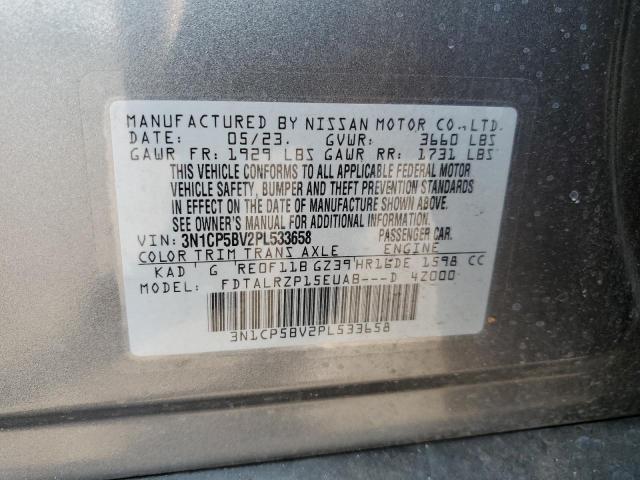 MANUFACTURED BY NISSAN MOTOR CO., LTD.
DATE: 05/23. GVWR: 3660 LBS
GAWR FR: 1929 LBS GAWR RR: 1731 LBS
THIS VEHICLE CONFORMS TO ALL APPLICABLE FEDERAL MOTOR
VEHICLE SAFETY, BUMPER AND THEFT PREVENTION STANDARDS
IN EFFECT ON THE DATE OF MANUFACTURE SHOWN ABOVE.
SEE OWNER'S MANUAL FOR ADDITIONAL INFORMATION.
VIN: 3N1CP5BV2PL533658 PASSENGER CAR.
COLOR TRIM TRANS AXLE ENGINE
KAD G RE0F11B GZ39 HR16DE 1598 CC
MODEL: FDTALRZP15EUAB---D 4Z000
3N1CP5BV2PL533658